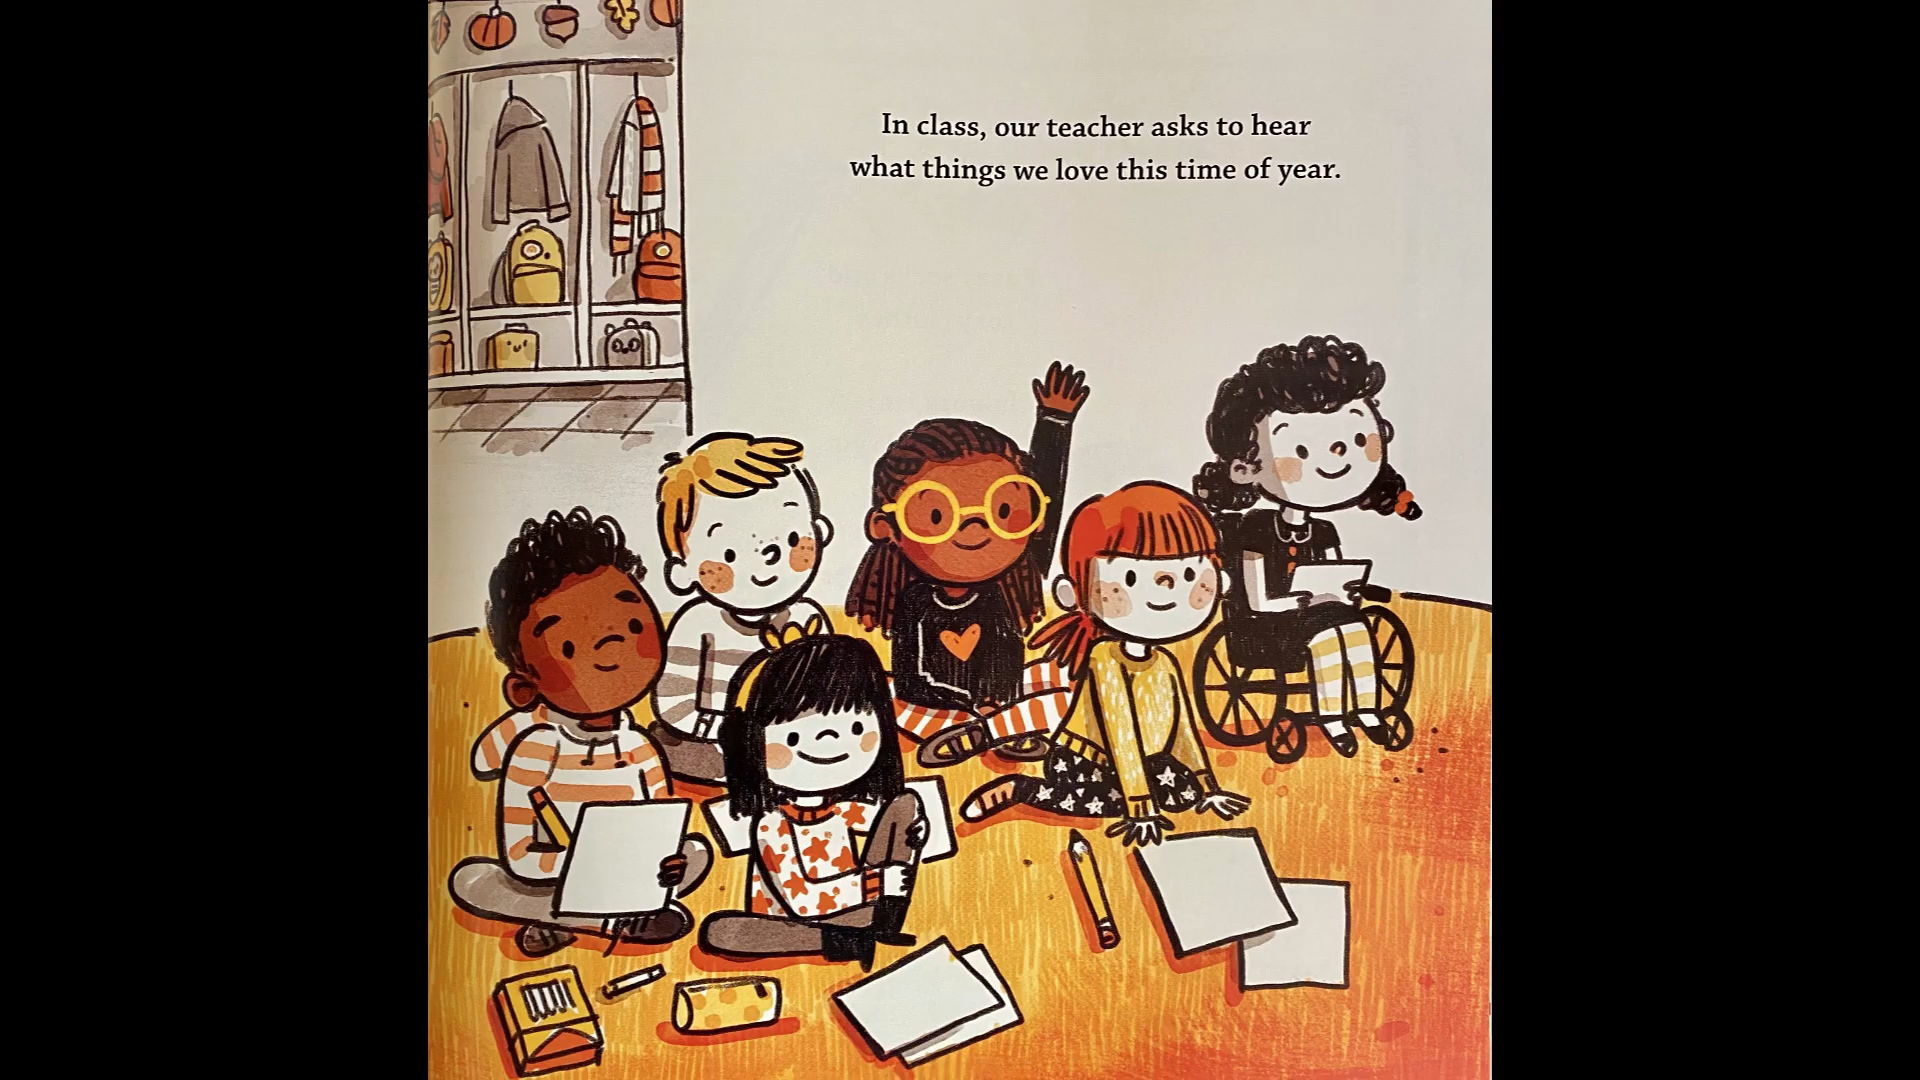 In class, our teacher asks to hear
what things we love this time of year.